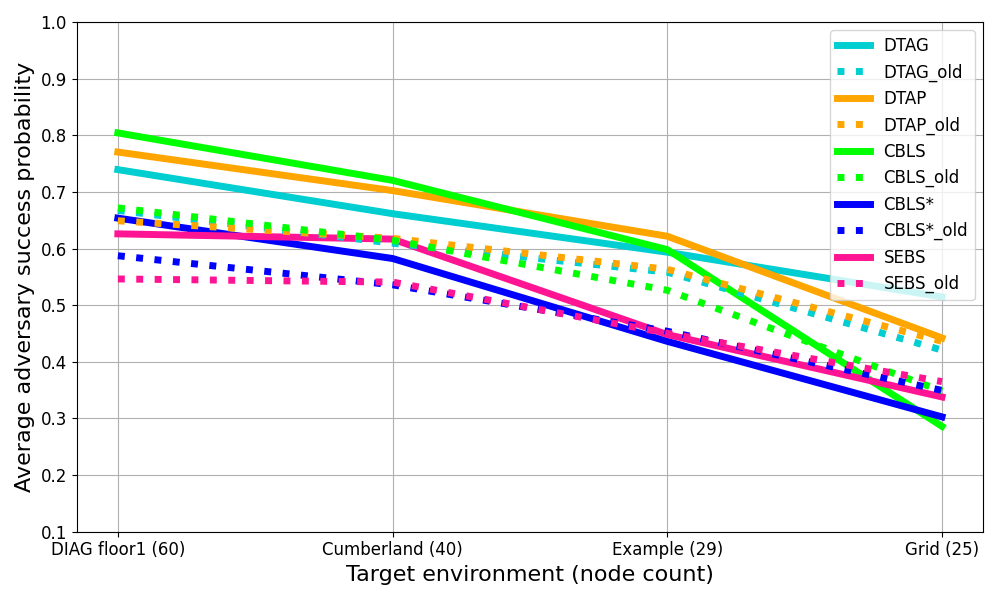 1.0
0.9
0.8
0.7
0.6
0.5
0.4
0.3
0.2
0.1
Average adversary success probability
DIAG floor1 (60)
Cumberland (40)
Example (29)
Grid (25)
Target environment (node count)
DTAG
DTAG_old
DTAP
DTAP_old
CBLS
CBLS_old
CBLS*
CBLS*_old
SEBS
SEBS_old